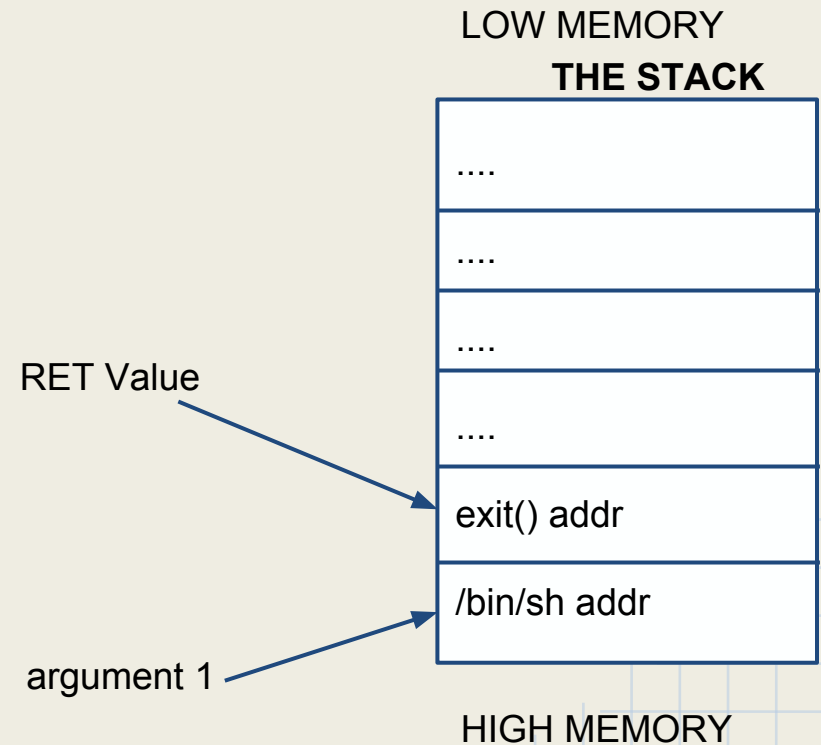 LOW MEMORY
THE STACK
....
....
....
RET Value
....
exit() addr
/bin/sh addr
argument 1
HIGH MEMORY